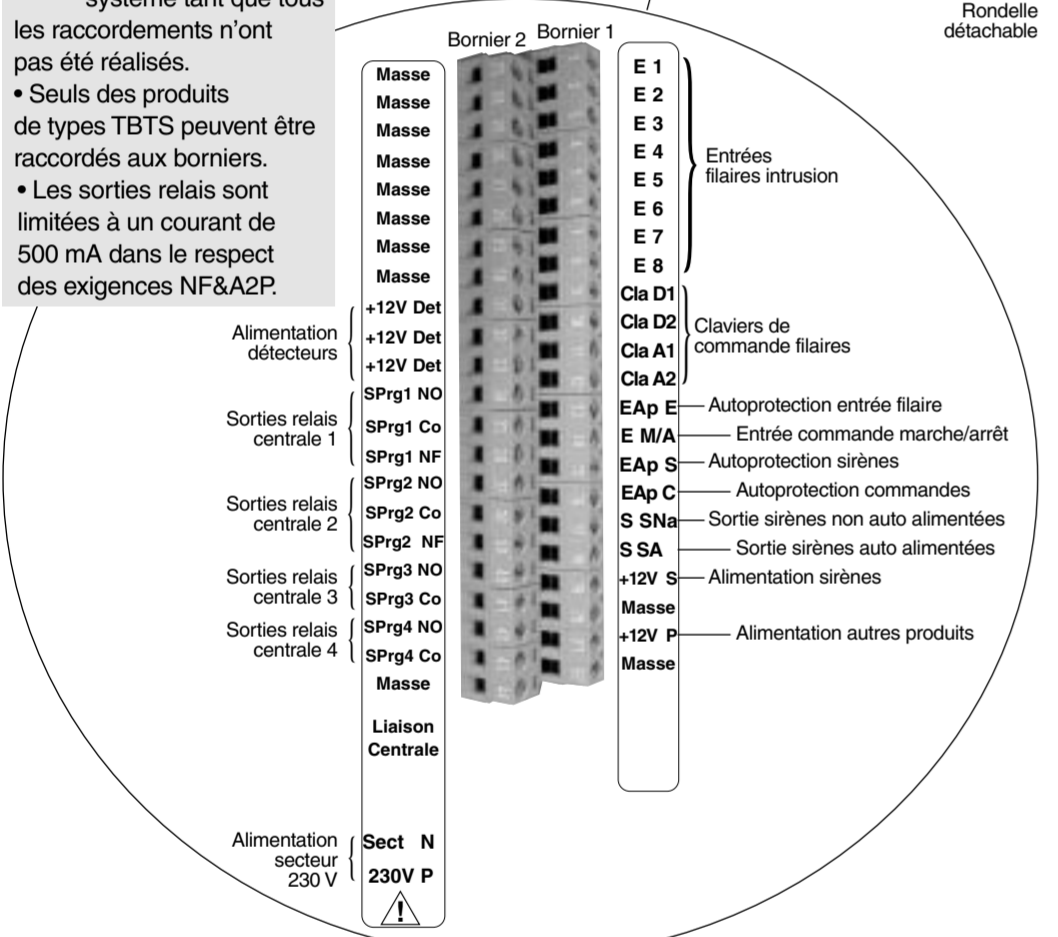 système tant que tous
les raccordements n'ont
pas été réalisés.
• Seuls des produits
de types TBTS peuvent être
raccordés aux borniers.
• Les sorties relais sont
limitées à un courant de
500 mA dans le respect
des exigences NF&A2P.
Rondelle
détachable
Bornier 2
Bornier 1
Masse
Masse
Masse
Masse
Masse
Masse
Masse
Masse
+12V Det
+12V Det
+12V Det
Alimentation
détecteurs
SPrg1 NO
SPrg1 Co
SPrg1 NF
Sorties relais
centrale 1
SPrg2 NO
SPrg2 Co
SPrg2 NF
Sorties relais
centrale 2
SPrg3 NO
SPrg3 Co
Sorties relais
centrale 3
SPrg4 NO
SPrg4 Co
Sorties relais
centrale 4
Masse
Liaison
Centrale
Alimentation
secteur
230 V
Sect N
230V P
!
E 1
E 2
E 3
E 4
E 5
E 6
E 7
E 8
Entrées
filaires intrusion
Cla D1
Cla D2
Cla A1
Cla A2
Claviers de
commande filaires
EAp E Autoprotection entrée filaire
E M/A Entrée commande marche/arrêt
EAp S Autoprotection sirènes
EAp C Autoprotection commandes
S SNa Sortie sirènes non auto alimentées
S SA Sortie sirènes auto alimentées
+12V S Alimentation sirènes
Masse
+12V P Alimentation autres produits
Masse